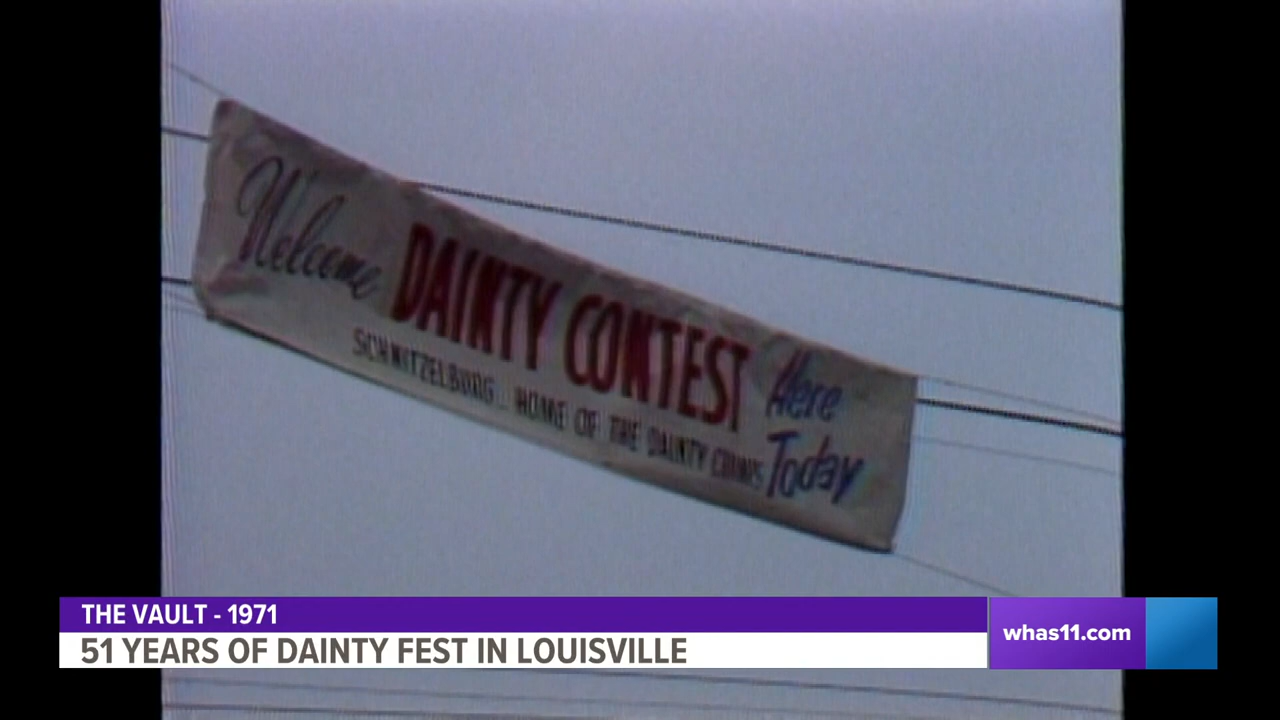 Welcome DAINTY CONTEST Here Today
SCHNITZELBURG... HOME OF THE DAINTY
THE VAULT - 1971
51 YEARS OF DAINTY FEST IN LOUISVILLE
whas11.com